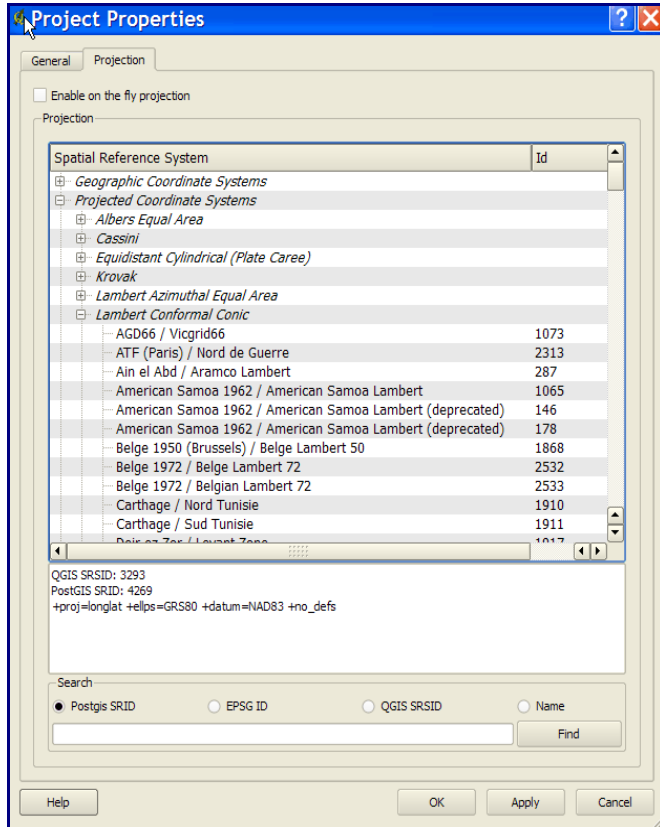 Project Properties
General Projection
Enable on the fly projection
Projection
Spatial Reference System Id
Geographic Coordinate Systems
Projected Coordinate Systems
Albers Equal Area
Cassini
Equidistant Cylindrical (Plate Caree)
Krovak
Lambert Azimuthal Equal Area
Lambert Conformal Conic
AGD66 / Vicgrid66 1073
ATF (Paris) / Nord de Guerre 2313
Ain el Abd / Aramco Lambert 287
American Samoa 1962 / American Samoa Lambert 1065
American Samoa 1962 / American Samoa Lambert (deprecated) 146
American Samoa 1962 / American Samoa Lambert (deprecated) 178
Belge 1950 (Brussels) / Belge Lambert 50 1868
Belge 1972 / Belge Lambert 72 2532
Belge 1972 / Belgian Lambert 72 2533
Carthage / Nord Tunisie 1910
Carthage / Sud Tunisie 1911
Deir ez Zor / Levant Zone 1917
QGIS SRSID: 3293
PostGIS SRID: 4269
+proj=longlat +ellps=GRS80 +datum=NAD83 +no_defs
Search
Postgis SRID EPSG ID QGIS SRSID Name
Find
Help OK Apply Cancel